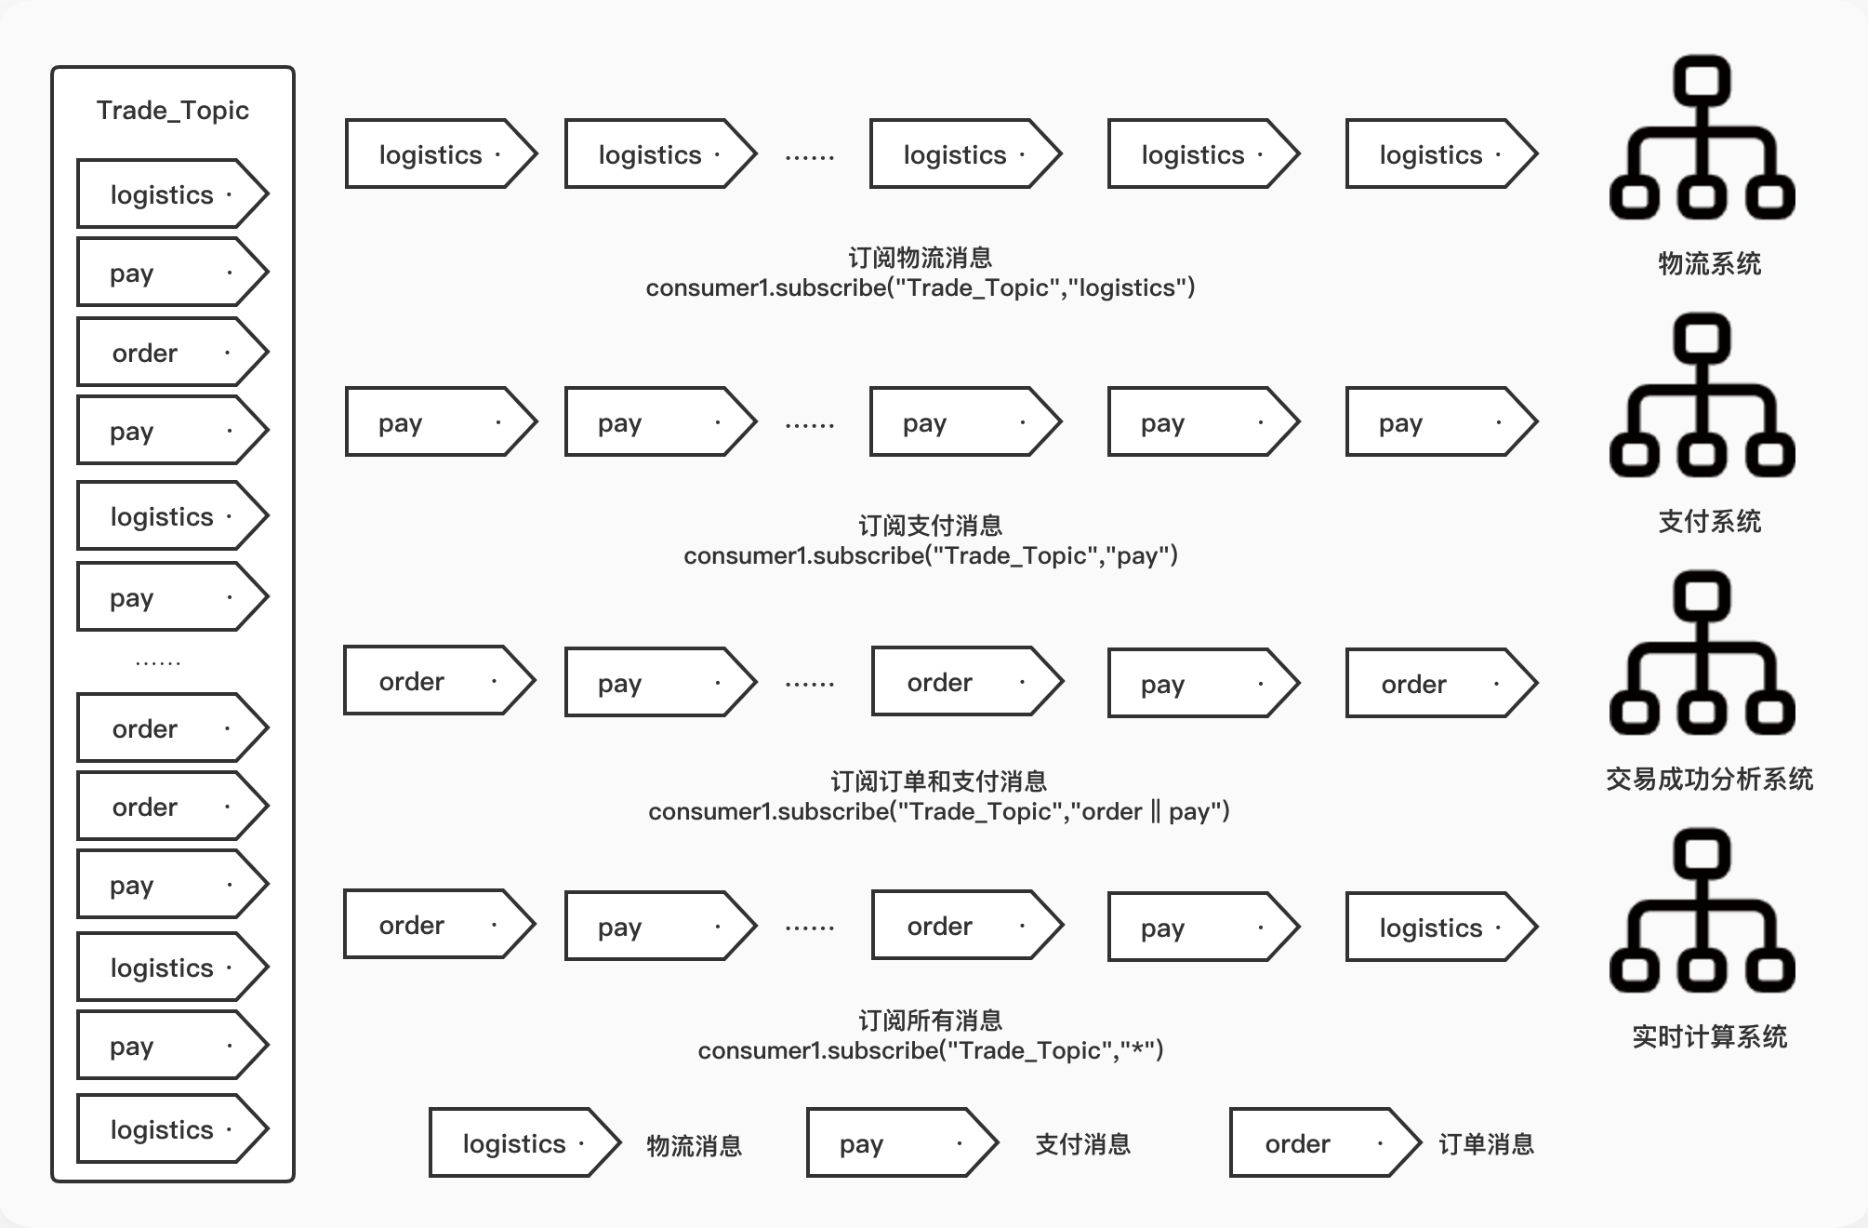 Trade_Topic
logistics
pay
order
pay
logistics
pay
......
order
order
pay
logistics
pay
logistics
logistics logistics ...... logistics logistics logistics
订阅物流消息
consumer1.subscribe("Trade_Topic","logistics")
物流系统
pay pay ...... pay pay pay
订阅支付消息
consumer1.subscribe("Trade_Topic","pay")
支付系统
order pay ...... order pay order
订阅订单和支付消息
consumer1.subscribe("Trade_Topic","order || pay")
交易成功分析系统
order pay ...... order pay logistics
订阅所有消息
consumer1.subscribe("Trade_Topic","*")
实时计算系统
logistics 物流消息 pay 支付消息 order 订单消息